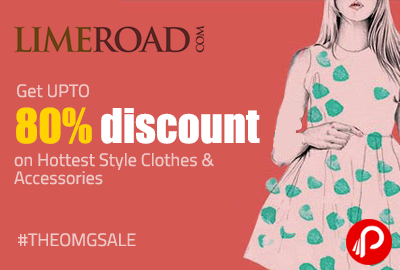 LIMEROAD.COM
Get UPTO
80% discount
on Hottest Style Clothes &
Accessories
#THEOMGSALE